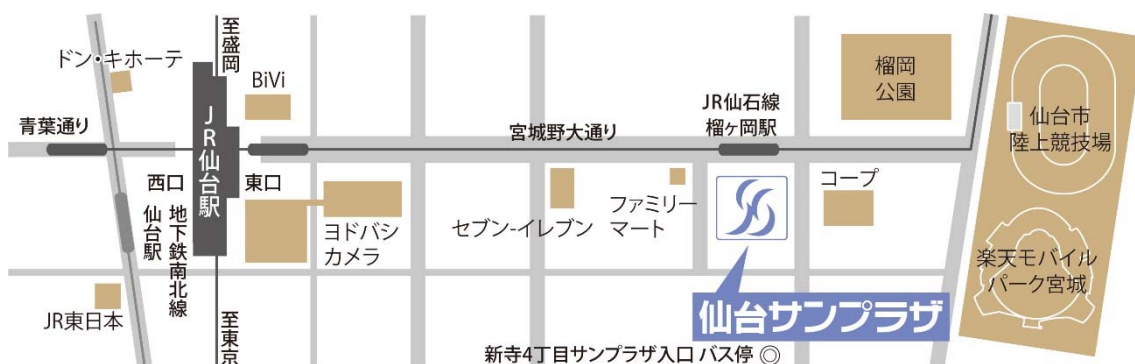 至盛岡
ドン・キホーテ
BiVi
青葉通り
JR仙台駅
宮城野大通り
JR仙石線
榴ヶ岡駅
榴岡
公園
仙台市
陸上競技場
西口
東口
地下鉄南北線
仙台駅
ヨドバシ
カメラ
セブン-イレブン
ファミリー
マート
コープ
楽天モバイル
パーク宮城
JR東日本
至東京
仙台サンプラザ
新寺4丁目サンプラザ入口 バス停 ◎